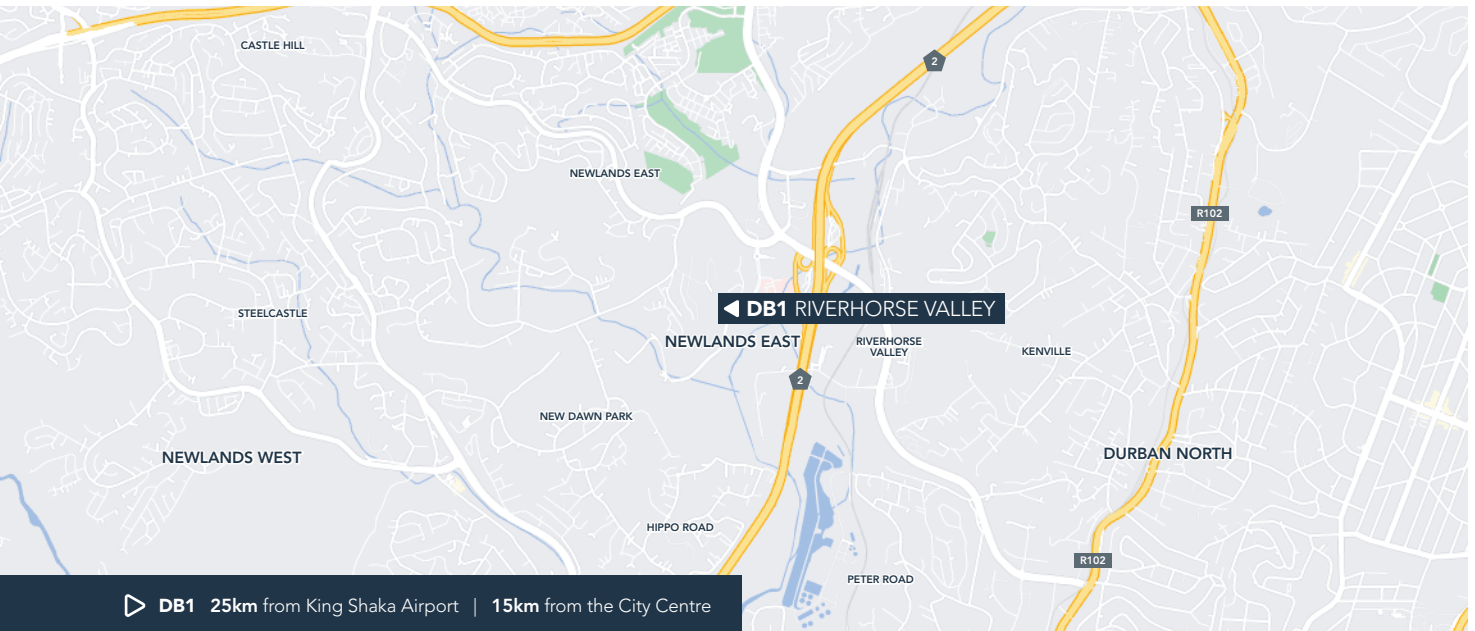 CASTLE HILL
2
NEWLANDS EAST
R102
DB1 RIVERHORSE VALLEY
STEELCASTLE
NEWLANDS EAST
RIVERHORSE
VALLEY
KENVILLE
2
NEW DAWN PARK
NEWLANDS WEST
DURBAN NORTH
HIPPO ROAD
R102
PETER ROAD
DB1 25km from King Shaka Airport | 15km from the City Centre